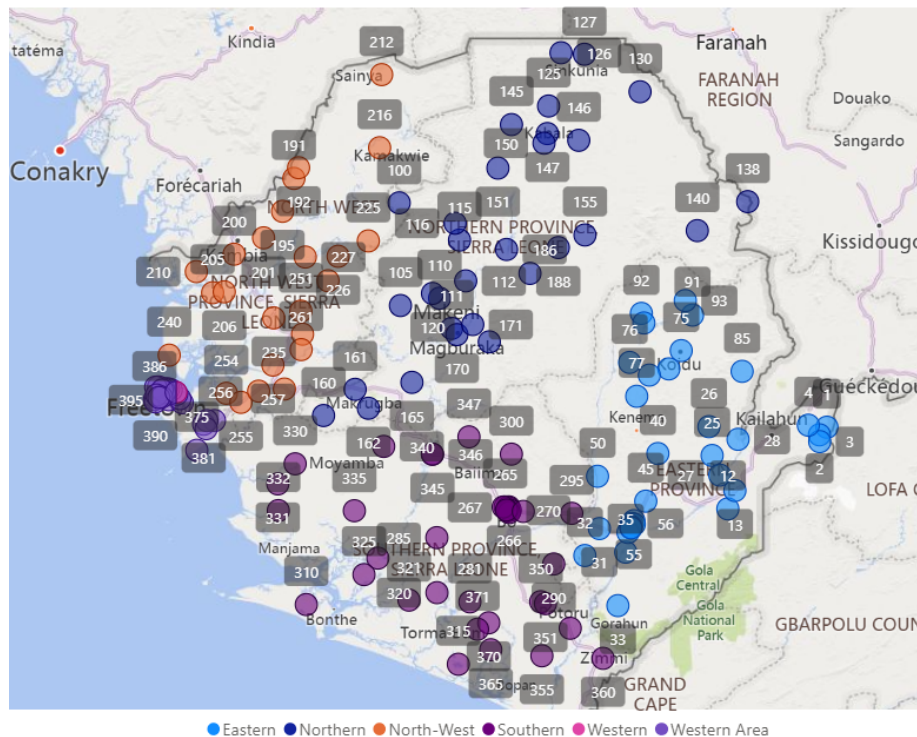 127
212
Faranah
Kindia
126
tatéma
130
125
Sainya
Tinkunia
FARANAH
REGION
145
Douako
146
216
Kabala
191
150
Sangardo
Conakry
Kamakwie
147
100
138
Forécariah
192
NORTH WEST
225
151
155
140
115
200
116
NORTHERN PROVINCE,
SIERRA LEONE
Kissidougou
195
186
Kambia
205
227
210
201
251
110
105
112
188
92
91
NORTH WEST
PROVINCE, SIERRA
LEONE
226
111
93
Makeni
240
206
261
75
120
171
76
Magburaka
85
254
235
161
Koidu
386
77
170
Guéckédou
160
26
4
1
395
256
257
Freetown
Makrugba
347
375
165
300
Kenema
40
25
Kailahun
390
255
330
162
340
50
28
3
346
381
Moyamba
45
265
Baiima
EASTERN
PROVINCE
27
12
2
332
335
295
345
LOFA C
267
Bo
270
331
32
35
56
13
325
285
266
Manjama
SOUTHERN PROVINCE,
SIERRA LEONE
31
55
350
310
321
281
Gola
Central
320
371
290
Gola
National
Park
Bonthe
Potoru
Gorahun
GBARPOLU COUN
Torma
315
351
33
370
Zimmi
365
355
360
GRAND
CAPE
Eastern Northern North-West Southern Western Western Area